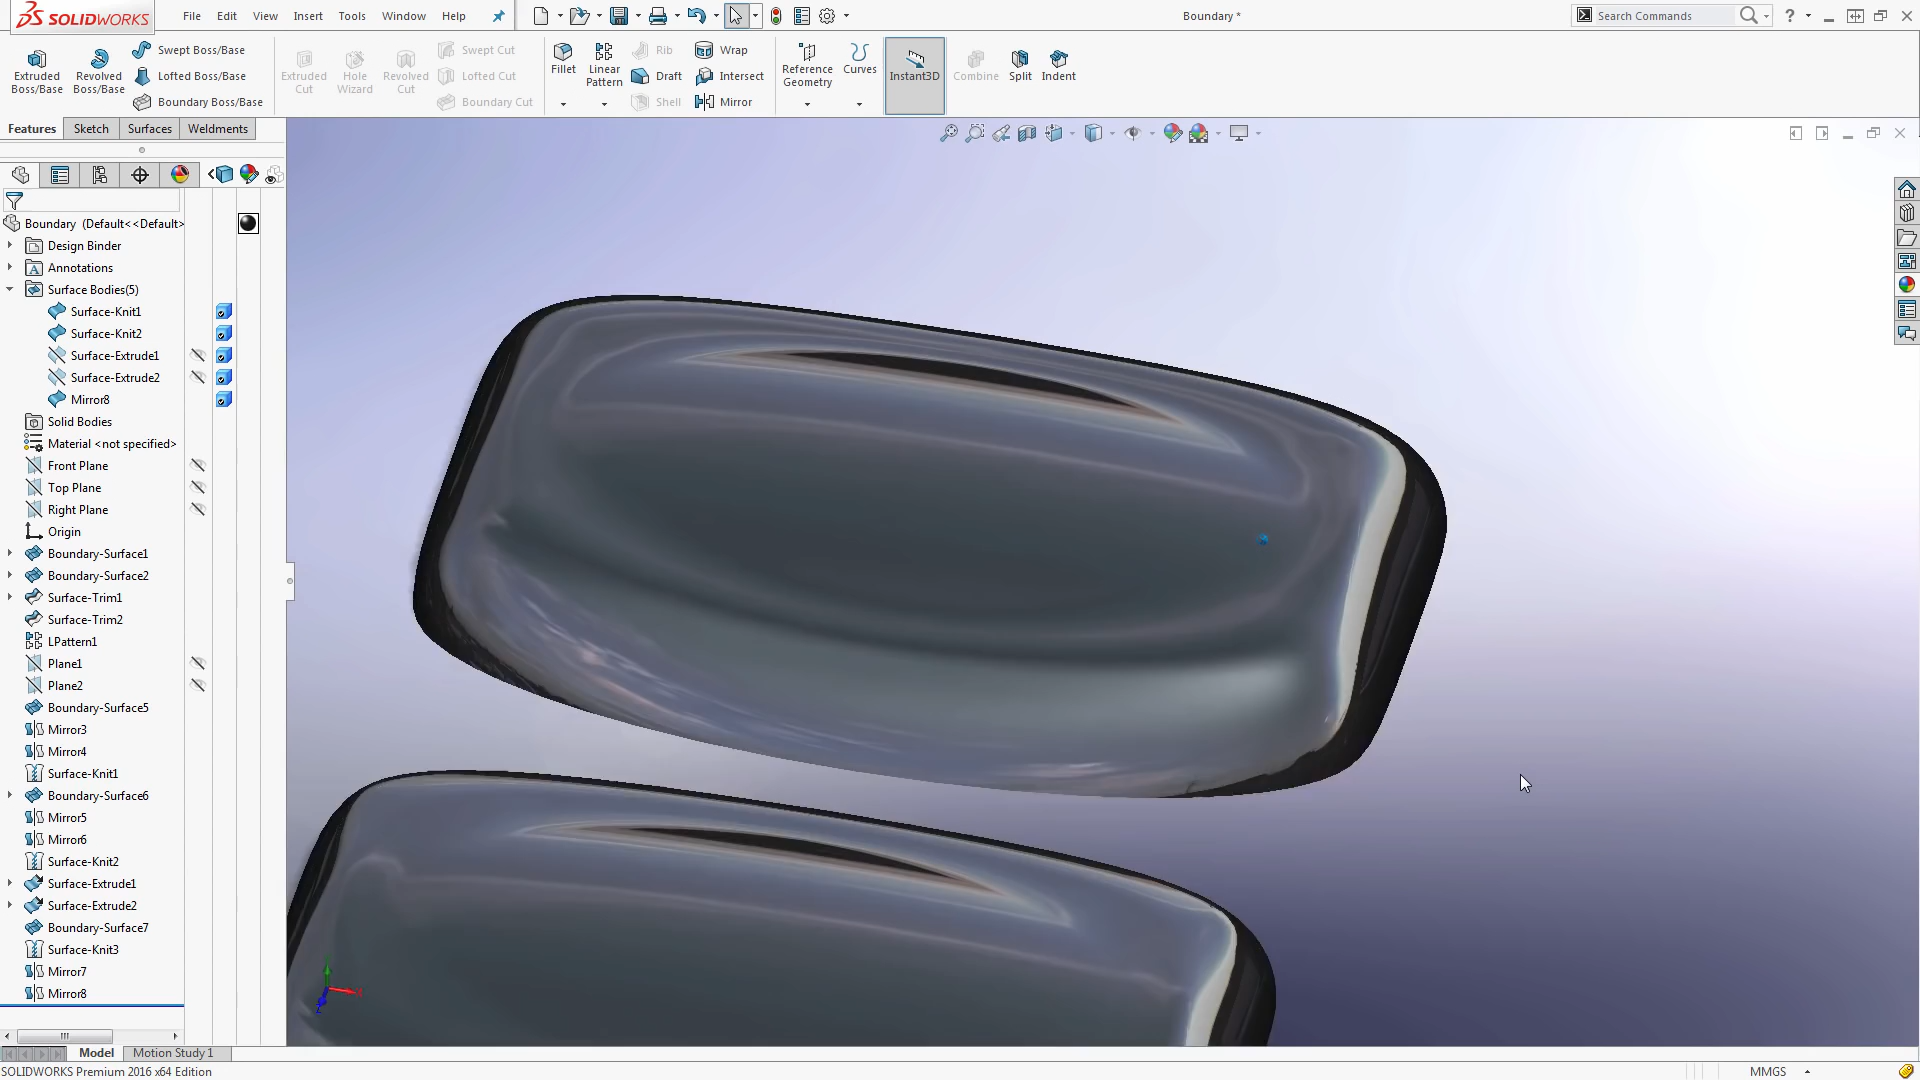 SOLIDWORKS
File Edit View Insert Tools Window Help
Boundary *
Search Commands
?
Extruded Boss/Base
Revolved Boss/Base
Swept Boss/Base
Lofted Boss/Base
Boundary Boss/Base
Extruded Cut
Hole Wizard
Revolved Cut
Swept Cut
Lofted Cut
Boundary Cut
Fillet
Linear Pattern
Rib
Draft
Shell
Wrap
Intersect
Mirror
Reference Geometry
Curves
Instant3D
Combine
Split
Indent
Features Sketch Surfaces Weldments
Boundary (Default<<Default>
Design Binder
Annotations
Surface Bodies(5)
Surface-Knit1
Surface-Knit2
Surface-Extrude1
Surface-Extrude2
Mirror8
Solid Bodies
Material <not specified>
Front Plane
Top Plane
Right Plane
Origin
Boundary-Surface1
Boundary-Surface2
Surface-Trim1
Surface-Trim2
LPattern1
Plane1
Plane2
Boundary-Surface5
Mirror3
Mirror4
Surface-Knit1
Boundary-Surface6
Mirror5
Mirror6
Surface-Knit2
Surface-Extrude1
Surface-Extrude2
Boundary-Surface7
Surface-Knit3
Mirror7
Mirror8
Model Motion Study 1
SOLIDWORKS Premium 2016 x64 Edition
MMGS